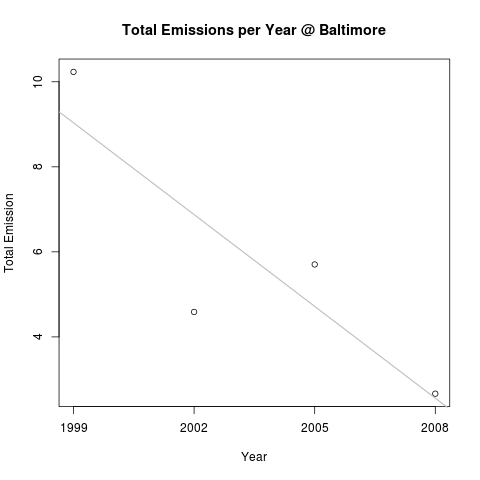 Total Emissions per Year @ Baltimore
Total Emission
10
8
6
4
1999 2002 2005 2008
Year